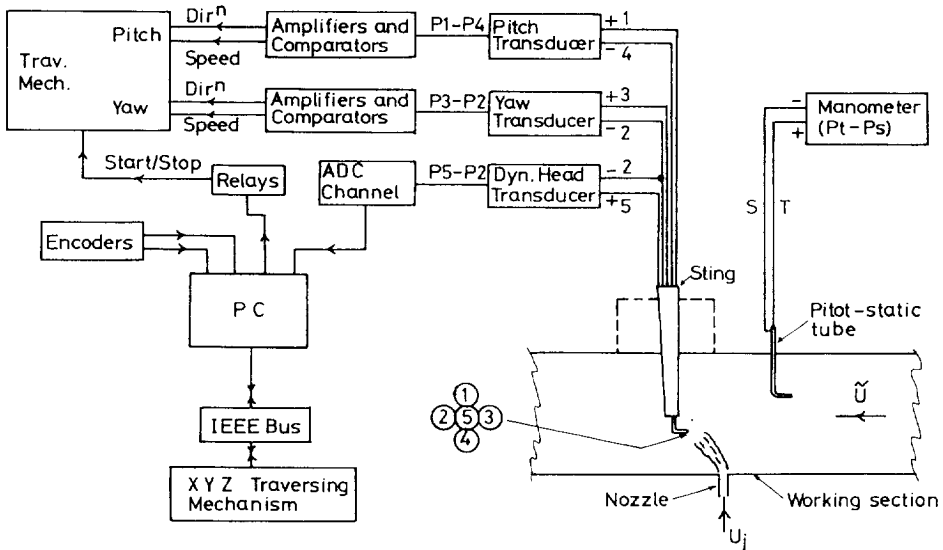 Trav.
Mech.
Pitch
Yaw
Dirⁿ
Speed
Amplifiers and
Comparators
P1-P4
Pitch
Transducer
+1
-4
Dirⁿ
Speed
Amplifiers and
Comparators
P3-P2
Yaw
Transducer
+3
-2
-
+
Manometer
(Pt-Ps)
Start/Stop
Relays
ADC
Channel
P5-P2
Dyn. Head
Transducer
-2
+5
S
T
Encoders
PC
Sting
Pitot-static
tube
Ũ
1
2 5 3
4
IEEE Bus
XYZ Traversing
Mechanism
Nozzle
Working section
Uj